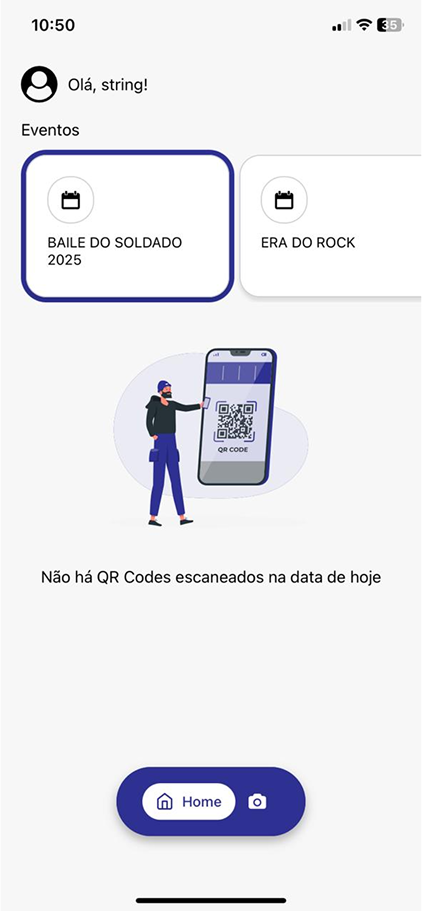 10:50
35
Olá, string!
Eventos
BAILE DO SOLDADO
2025
ERA DO ROCK
QR CODE
Não há QR Codes escaneados na data de hoje
Home